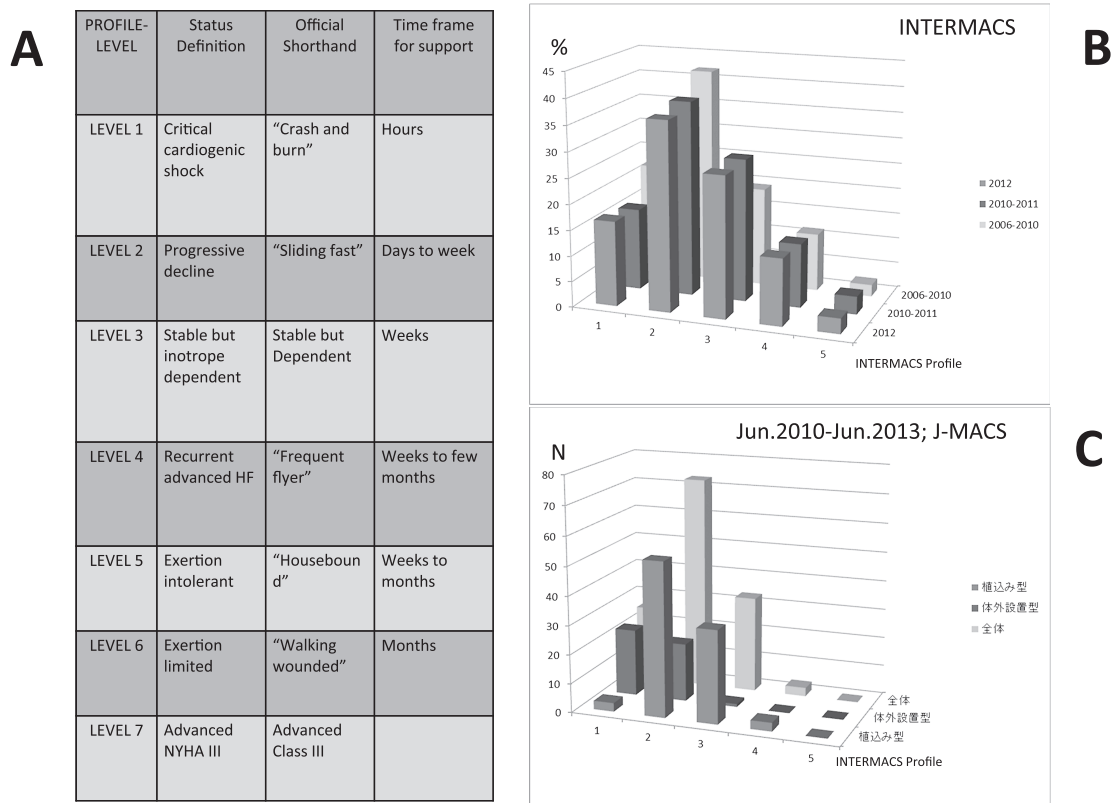 A
PROFILE-
LEVEL
Status
Definition
Official
Shorthand
Time frame
for support
LEVEL 1
Critical
cardiogenic
shock
“Crash and
burn”
Hours
LEVEL 2
Progressive
decline
“Sliding fast”
Days to week
LEVEL 3
Stable but
inotrope
dependent
Stable but
Dependent
Weeks
LEVEL 4
Recurrent
advanced HF
“Frequent
flyer”
Weeks to few
months
LEVEL 5
Exertion
intolerant
“Houseboun
d”
Weeks to
months
LEVEL 6
Exertion
limited
“Walking
wounded”
Months
LEVEL 7
Advanced
NYHA III
Advanced
Class III
B
INTERMACS
%
45
40
35
30
25
20
15
10
5
0
1
2
3
4
5
2012
2010-2011
2006-2010
2006-2010
2010-2011
2012
INTERMACS Profile
C
Jun.2010-Jun.2013; J-MACS
N
80
70
60
50
40
30
20
10
0
1
2
3
4
5
植込み型
体外設置型
全体
全体
体外設置型
植込み型
INTERMACS Profile